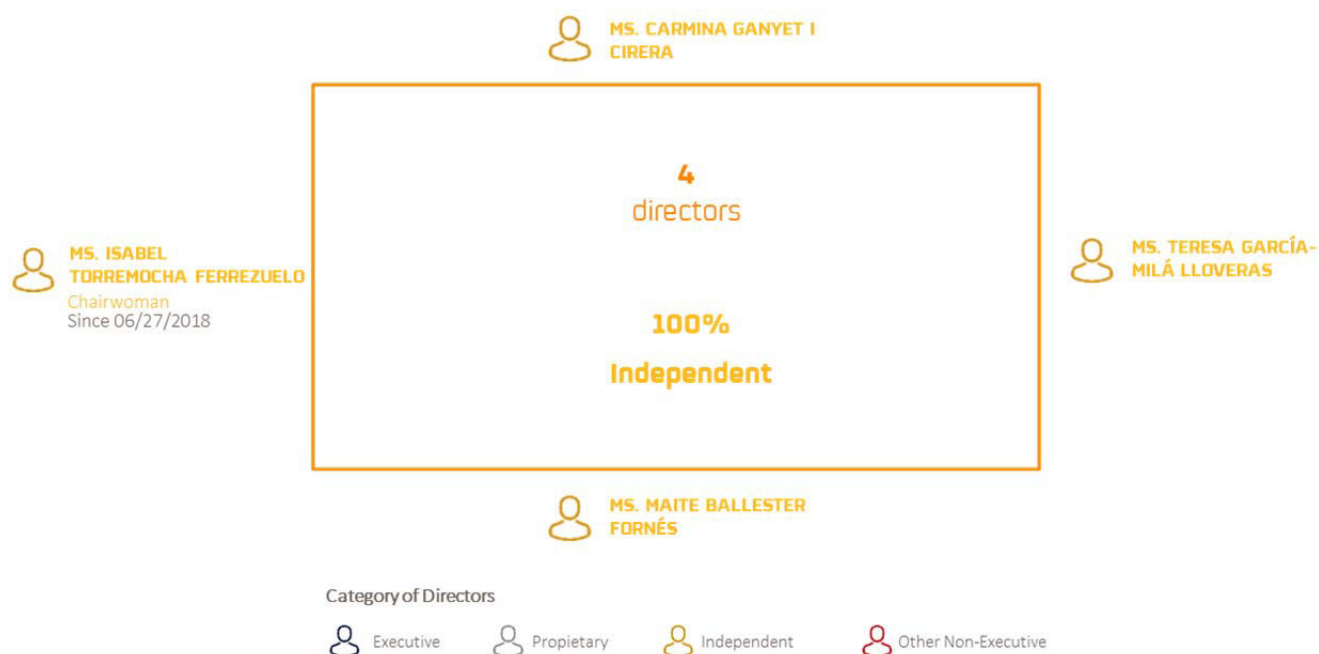 MS. CARMINA GANYET I
CIRERA
4
directors
MS. ISABEL
TORREMOCHA FERREZUELO
Chairwoman
Since 06/27/2018
MS. TERESA GARCÍA-
MILÁ LLOVERAS
100%
Independent
MS. MAITE BALLESTER
FORNÉS
Category of Directors
Executive
Propietary
Independent
Other Non-Executive